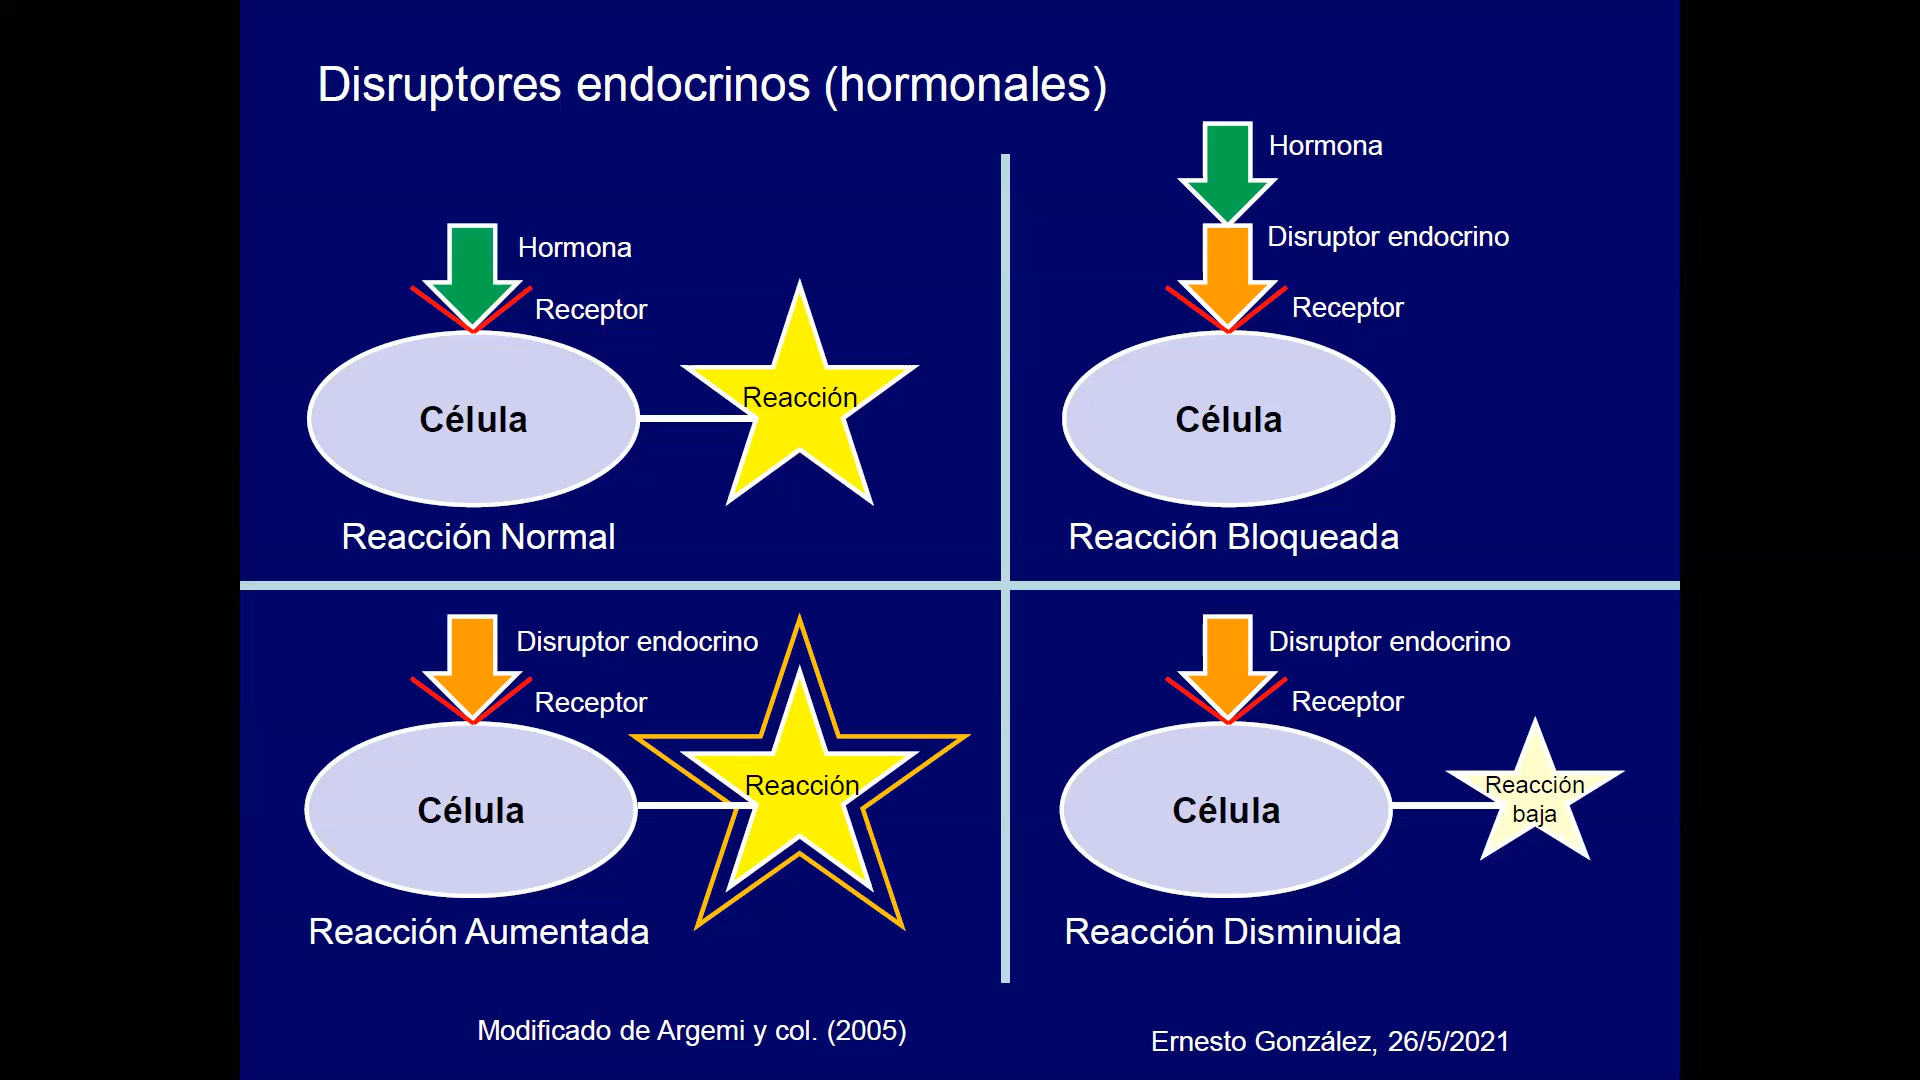 Disruptores endocrinos (hormonales)
Hormona
Receptor
Célula
Reacción
Reacción Normal
Hormona
Disruptor endocrino
Receptor
Célula
Reacción Bloqueada
Disruptor endocrino
Receptor
Célula
Reacción
Reacción Aumentada
Disruptor endocrino
Receptor
Célula
Reacción
baja
Reacción Disminuida
Modificado de Argemi y col. (2005)
Ernesto González, 26/5/2021